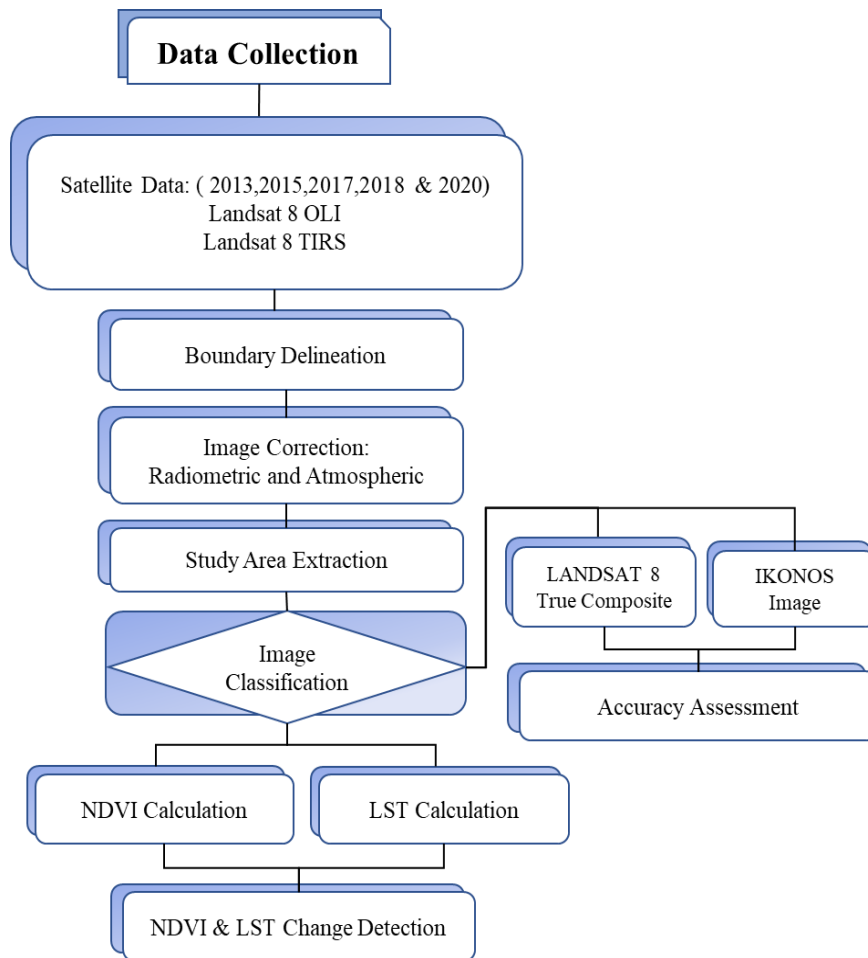 Data Collection
Satellite Data: ( 2013,2015,2017,2018 & 2020)
Landsat 8 OLI
Landsat 8 TIRS
Boundary Delineation
Image Correction:
Radiometric and Atmospheric
Study Area Extraction
LANDSAT 8
True Composite
IKONOS
Image
Image
Classification
Accuracy Assessment
NDVI Calculation
LST Calculation
NDVI & LST Change Detection